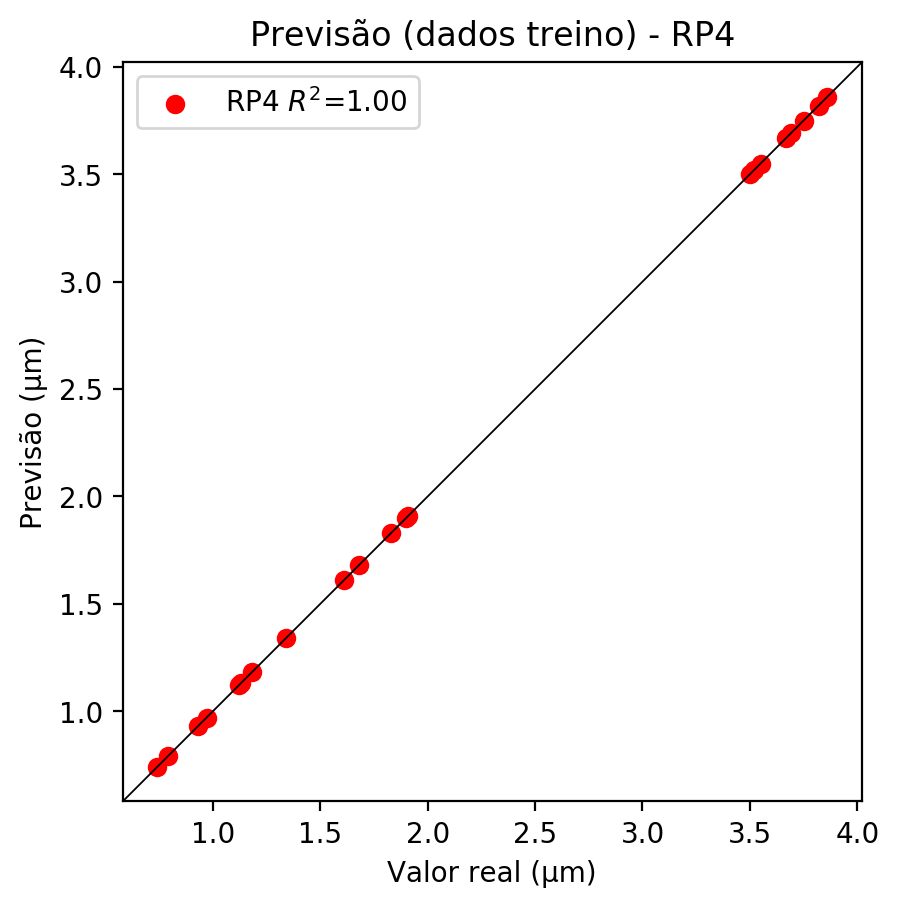 Previsão (dados treino) - RP4
RP4 R²=1.00
4.0
3.5
3.0
2.5
2.0
1.5
1.0
Previsão (µm)
1.0 1.5 2.0 2.5 3.0 3.5 4.0
Valor real (µm)